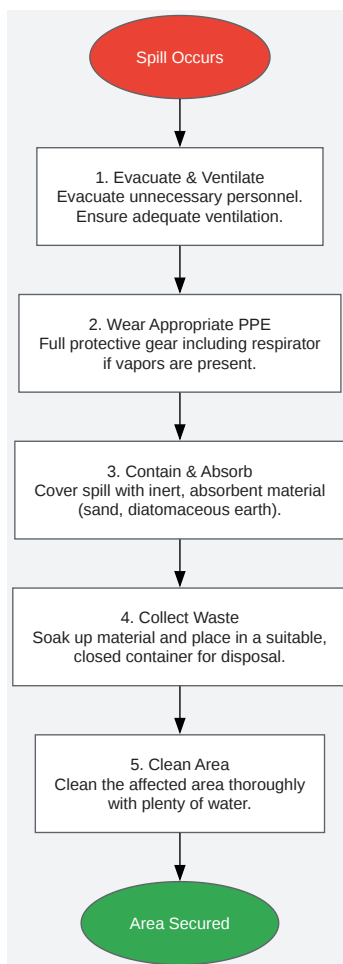 Spill Occurs
1. Evacuate & Ventilate
Evacuate unnecessary personnel.
Ensure adequate ventilation.
2. Wear Appropriate PPE
Full protective gear including respirator
if vapors are present.
3. Contain & Absorb
Cover spill with inert, absorbent material
(sand, diatomaceous earth).
4. Collect Waste
Soak up material and place in a suitable,
closed container for disposal.
5. Clean Area
Clean the affected area thoroughly
with plenty of water.
Area Secured